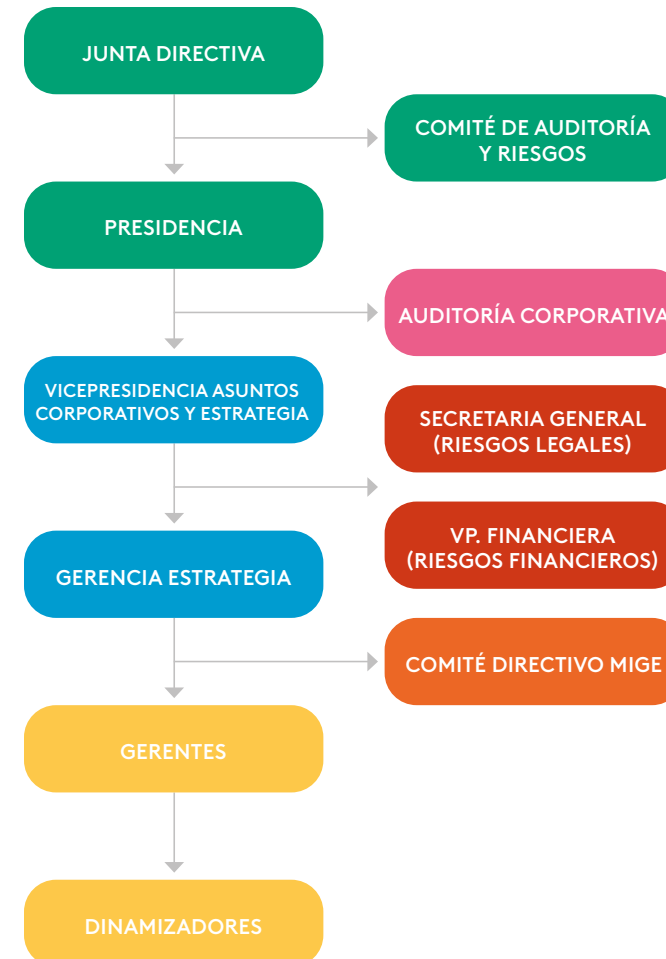 JUNTA DIRECTIVA
COMITÉ DE AUDITORÍA
Y RIESGOS
PRESIDENCIA
AUDITORÍA CORPORATIVA
VICEPRESIDENCIA ASUNTOS
CORPORATIVOS Y ESTRATEGIA
SECRETARIA GENERAL
(RIESGOS LEGALES)
VP. FINANCIERA
(RIESGOS FINANCIEROS)
GERENCIA ESTRATEGIA
COMITÉ DIRECTIVO MIGE
GERENTES
DINAMIZADORES